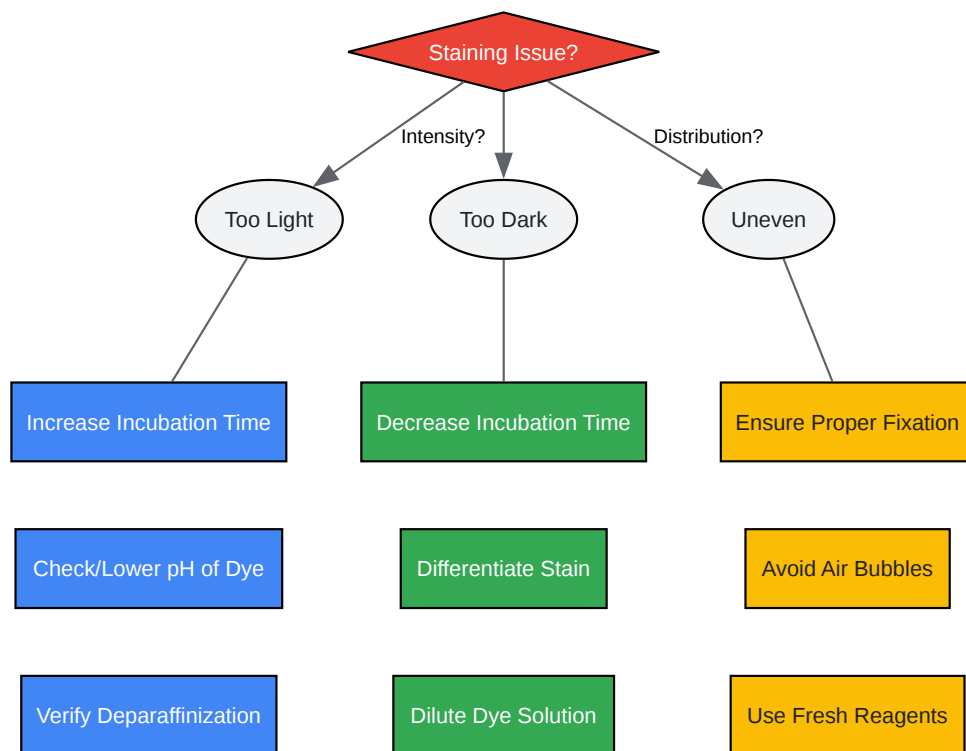 Staining Issue?
Intensity?
Distribution?
Too Light
Too Dark
Uneven
Increase Incubation Time
Decrease Incubation Time
Ensure Proper Fixation
Check/Lower pH of Dye
Differentiate Stain
Avoid Air Bubbles
Verify Deparaffinization
Dilute Dye Solution
Use Fresh Reagents